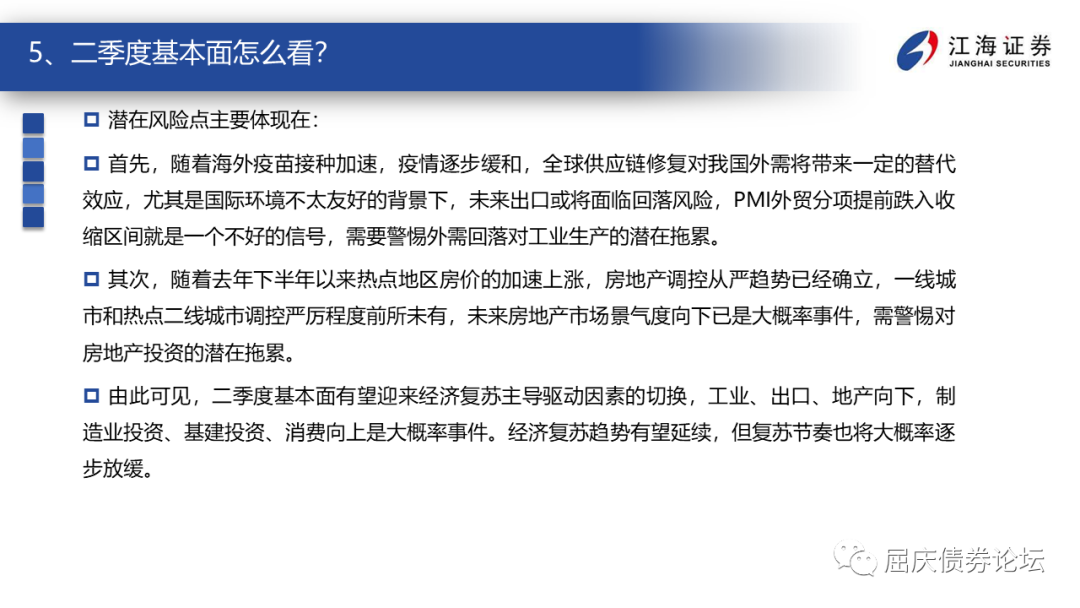 5、二季度基本面怎么看?
江海证券
JIANGHAI SECURITIES
潜在风险点主要体现在：
首先，随着海外疫苗接种加速，疫情逐步缓和，全球供应链修复对我国外需将带来一定的替代
效应，尤其是国际环境不太友好的背景下，未来出口或将面临回落风险，PMI外贸分项提前跌入收
缩区间就是一个不好的信号，需要警惕外需回落对工业生产的潜在拖累。
其次，随着去年下半年以来热点地区房价的加速上涨，房地产调控从严趋势已经确立，一线城
市和热点二线城市调控严厉程度前所未有，未来房地产市场景气度向下已是大概率事件，需警惕对
房地产投资的潜在拖累。
由此可见，二季度基本面有望迎来经济复苏主导驱动因素的切换，工业、出口、地产向下，制
造业投资、基建投资、消费向上是大概率事件。经济复苏趋势有望延续，但复苏节奏也将大概率逐
步放缓。
屈庆债券论坛